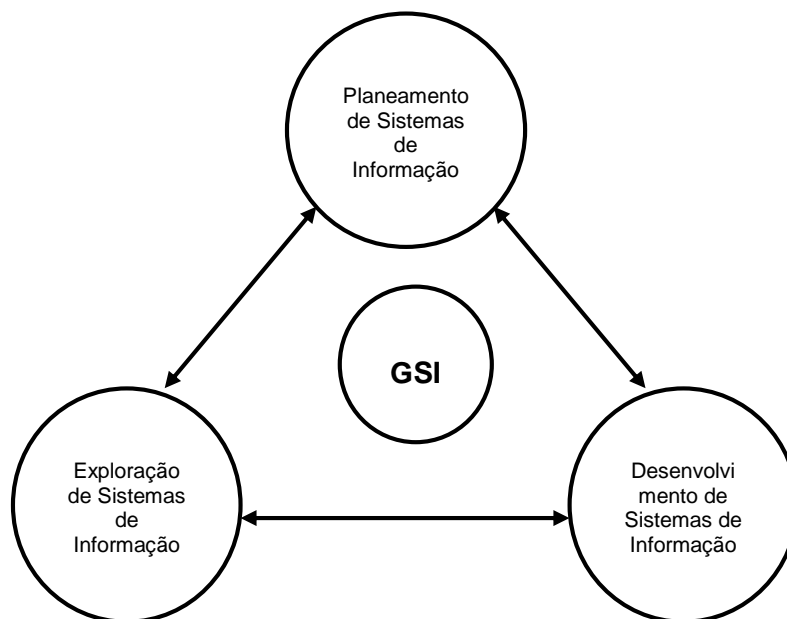 Planeamento
de Sistemas
de
Informação
GSI
Exploração
de Sistemas
de
Informação
Desenvolvi
mento de
Sistemas de
Informação